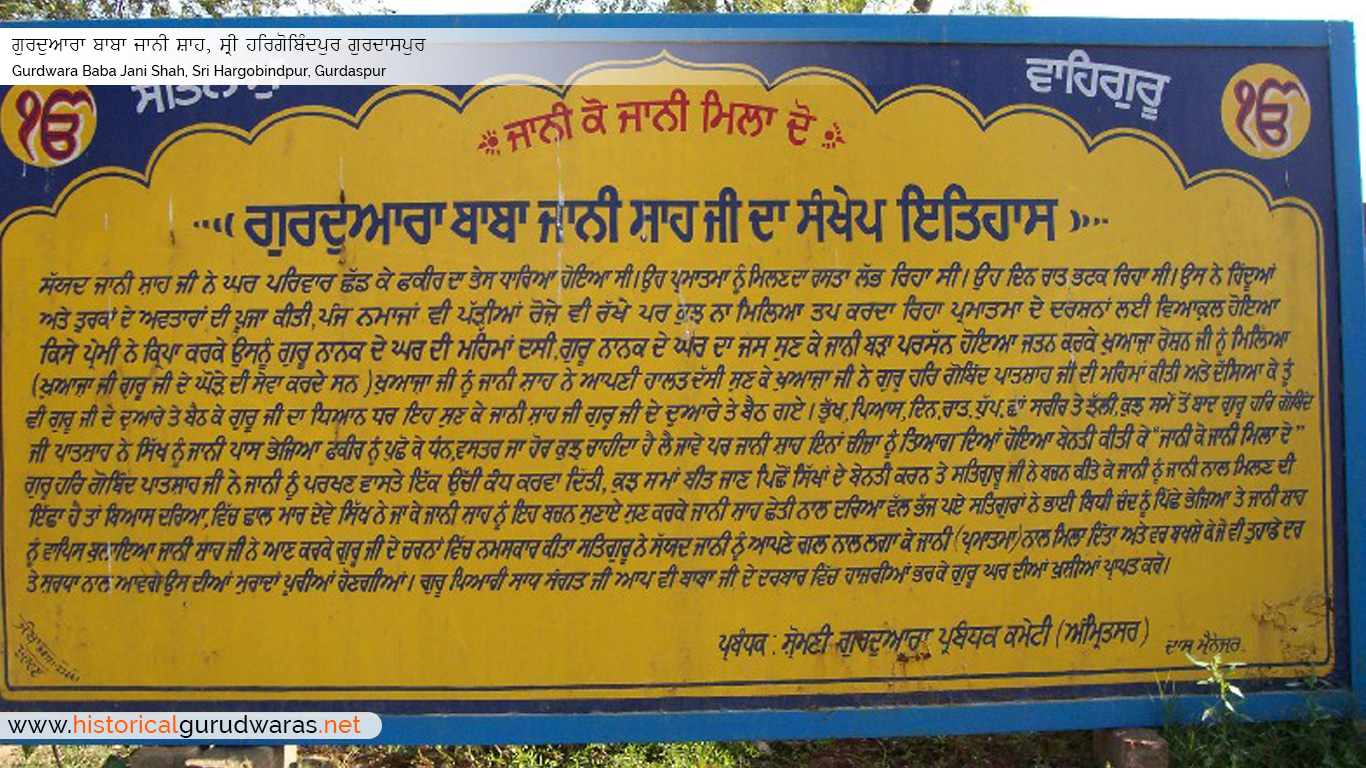 ਗੁਰਦੁਆਰਾ ਬਾਬਾ ਜਾਨੀ ਸ਼ਾਹ, ਸ੍ਰੀ ਹਰਿਗੋਬਿੰਦਪੁਰ ਗੁਰਦਾਸਪੁਰ
Gurdwara Baba Jani Shah, Sri Hargobindpur, Gurdaspur
ੴ ਵਾਹਿਗੁਰੂ ੴ
ਜਾਨੀ ਕੋ ਜਾਨੀ ਮਿਲਾ ਦੋ
ਗੁਰਦੁਆਰਾ ਬਾਬਾ ਜਾਨੀ ਸ਼ਾਹ ਜੀ ਦਾ ਸੰਖੇਪ ਇਤਿਹਾਸ
ਸੱਯਦ ਜਾਨੀ ਸ਼ਾਹ ਜੀ ਨੇ ਘਰ ਪਰਿਵਾਰ ਛੱਡ ਕੇ ਫਕੀਰ ਦਾ ਭੇਸ ਧਾਰਿਆ ਹੋਇਆ ਸੀ। ਉਹ ਪ੍ਰਮਾਤਮਾ ਨੂੰ ਮਿਲਣ ਦਾ ਰਸਤਾ ਲੱਭ ਰਿਹਾ ਸੀ। ਉਹ ਦਿਨ ਰਾਤ ਭਟਕ ਰਿਹਾ ਸੀ। ਉਸ ਨੇ ਹਿੰਦੂਆਂ
ਅਤੇ ਤੁਰਕਾਂ ਦੇ ਅਵਤਾਰਾਂ ਦੀ ਪੂਜਾ ਕੀਤੀ, ਪੰਜ ਨਮਾਜਾਂ ਵੀ ਪੱੜ੍ਹੀਆਂ ਰੋਜ਼ੇ ਵੀ ਰੱਖੇ ਪਰ ਕੁਝ ਨਾ ਮਿਲਿਆ ਤਪ ਕਰਦਾ ਰਿਹਾ ਪ੍ਰਮਾਤਮਾ ਦੇ ਦਰਸ਼ਨਾਂ ਲਈ ਵਿਆਕੁਲ ਹੋਇਆ
ਕਿਸੇ ਪ੍ਰੇਮੀ ਨੇ ਕ੍ਰਿਪਾ ਕਰਕੇ ਉਸਨੂੰ ਗੁਰੂ ਨਾਨਕ ਦੇ ਘਰ ਦੀ ਮਹਿਮਾਂ ਦਸੀ, ਗੁਰੂ ਨਾਨਕ ਦੇ ਘਰ ਦਾ ਜਸ ਸੁਣ ਕੇ ਜਾਨੀ ਬੜਾ ਪਰਸੱਨ ਹੋਇਆ ਜਤਨ ਕਰਕੇ ਖ਼ੁਆਜ਼ਾ ਰੋਸ਼ਨ ਜੀ ਨੂੰ ਮਿਲਿਆ
(ਖੁਆਜਾ ਜੀ ਗੁਰੂ ਜੀ ਦੇ ਘੋੜੇ ਦੀ ਸੇਵਾ ਕਰਦੇ ਸਨ) ਖੁਆਜਾ ਜੀ ਨੂੰ ਜਾਨੀ ਸ਼ਾਹ ਨੇ ਆਪਣੀ ਹਾਲਤ ਦੱਸੀ ਸੁਣ ਕੇ ਖੁਆਜ਼ਾ ਜੀ ਨੇ ਗੁਰੂ ਹਰਿ ਗੋਬਿੰਦ ਪਾਤਸ਼ਾਹ ਜੀ ਦੀ ਮਹਿਮਾਂ ਕੀਤੀ ਅਤੇ ਦੱਸਿਆ ਕੇ ਤੂੰ
ਵੀ ਗੁਰੂ ਜੀ ਦੇ ਦੁਆਰੇ ਤੇ ਬੈਠ ਕੇ ਗੁਰੂ ਜੀ ਦਾ ਧਿਆਨ ਧਰ ਇਹ ਸੁਣ ਕੇ ਜਾਨੀ ਸ਼ਾਹ ਜੀ ਗੁਰੂ ਜੀ ਦੇ ਦੁਆਰੇ ਤੇ ਬੈਠ ਗਏ। ਭੁੱਖ, ਪਿਆਸ, ਦਿਨ, ਰਾਤ, ਧੁੱਪ, ਛਾਂ ਸਰੀਰ ਤੇ ਝੱਲੀ, ਕੁਝ ਸਮੇਂ ਤੋਂ ਬਾਦ ਗੁਰੂ ਹਰਿ ਗੋਬਿੰਦ
ਜੀ ਪਾਤਸ਼ਾਹ ਨੇ ਸਿੱਖ ਨੂੰ ਜਾਨੀ ਪਾਸ ਭੇਜਿਆ ਫਕੀਰ ਨੂੰ ਪੁਛੋ ਕੇ ਧੰਨ, ਵਸਤਰ ਜਾ ਹੋਰ ਕੁਝ ਚਾਹੀਦਾ ਹੈ ਲੈ ਜਾਵੇ ਪਰ ਜਾਨੀ ਸ਼ਾਹ ਇਨਾਂ ਚੀਜ਼ਾ ਨੂੰ ਤਿਆਗਾ ਦਿਆਂ ਹੋਇਆ ਬੇਨਤੀ ਕੀਤੀ ਕੇ "ਜਾਨੀ ਕੋ ਜਾਨੀ ਮਿਲਾ ਦੋ"
ਗੁਰੂ ਹਰਿ ਗੋਬਿੰਦ ਪਾਤਸ਼ਾਹ ਜੀ ਨੇ ਜਾਨੀ ਨੂੰ ਪਰਖਣ ਵਾਸਤੇ ਇੱਕ ਉੱਚੀ ਕੰਧ ਕਰਵਾ ਦਿੱਤੀ, ਕੁਝ ਸਮਾਂ ਬੀਤ ਜਾਣ ਪਿਛੋਂ ਸਿੱਖਾਂ ਦੇ ਬੇਨਤੀ ਕਰਨ ਤੇ ਸਤਿਗੁਰੂ ਜੀ ਨੇ ਬਚਨ ਕੀਤੇ ਕੇ ਜਾਨੀ ਨੂੰ ਜਾਨੀ ਨਾਲ ਮਿਲਣ ਦੀ
ਇੱਛਾ ਹੈ ਤਾਂ ਬਿਆਸ ਦਰਿਆ, ਵਿੱਚ ਛਾਲ ਮਾਰ ਦੇਵੇ ਸਿੱਖ ਨੇ ਜਾ ਕੇ ਜਾਨੀ ਸ਼ਾਹ ਨੂੰ ਇਹ ਬਚਨ ਸੁਣਾਏ ਸੁਣ ਕਰਕੇ ਜਾਨੀ ਸ਼ਾਹ ਛੇਤੀ ਨਾਲ ਦਰਿਆ ਵੱਲ ਭੱਜ ਪਏ ਸਤਿਗੁਰਾਂ ਨੇ ਭਾਈ ਬਿਧੀ ਚੰਦ ਨੂੰ ਪਿੱਛੇ ਭੇਜਿਆ ਤੇ ਜਾਨੀ ਸ਼ਾਹ
ਨੂੰ ਵਾਪਿਸ ਬੁਲਾਇਆ ਜਾਨੀ ਸ਼ਾਹ ਜੀ ਨੇ ਆਣ ਕਰਕੇ ਗੁਰੂ ਜੀ ਦੇ ਚਰਨਾਂ ਵਿੱਚ ਨਮਸਕਾਰ ਕੀਤਾ ਸਤਿਗੁਰੂ ਨੇ ਸੱਯਦ ਜਾਨੀ ਨੂੰ ਆਪਣੇ ਗਲ ਨਾਲ ਲਗਾ ਕੇ ਜਾਨੀ (ਪ੍ਰਮਾਤਮਾ) ਨਾਲ ਮਿਲਾ ਦਿੱਤਾ ਅਤੇ ਵਰ ਬਖਸ਼ੇ ਕੇ ਜੋ ਵੀ ਤੁਹਾਡੇ ਦਰ
ਤੇ ਸ਼ਰਧਾ ਨਾਲ ਆਵੇਗੇ ਉਸ ਦੀਆਂ ਮੁਰਾਦਾਂ ਪੂਰੀਆਂ ਹੋਣਗੀਆਂ। ਗੁਰੂ ਪਿਆਰੀ ਸਾਧ ਸੰਗਤ ਜੀ ਆਪ ਵੀ ਬਾਬਾ ਜੀ ਦੇ ਦਰਬਾਰ ਵਿੱਚ ਹਾਜ਼ਰੀਆਂ ਭਰ ਕੇ ਗੁਰੂ ਘਰ ਦੀਆਂ ਖੁਸ਼ੀਆਂ ਪ੍ਰਾਪਤ ਕਰੋ।
ਪ੍ਰਬੰਧਕ : ਸ਼੍ਰੋਮਣੀ ਗੁਰਦੁਆਰਾ ਪ੍ਰਬੰਧਕ ਕਮੇਟੀ (ਅੰਮ੍ਰਿਤਸਰ) ਦਾਸ ਮੈਨੇਜਰ
www.historicalgurudwaras.net